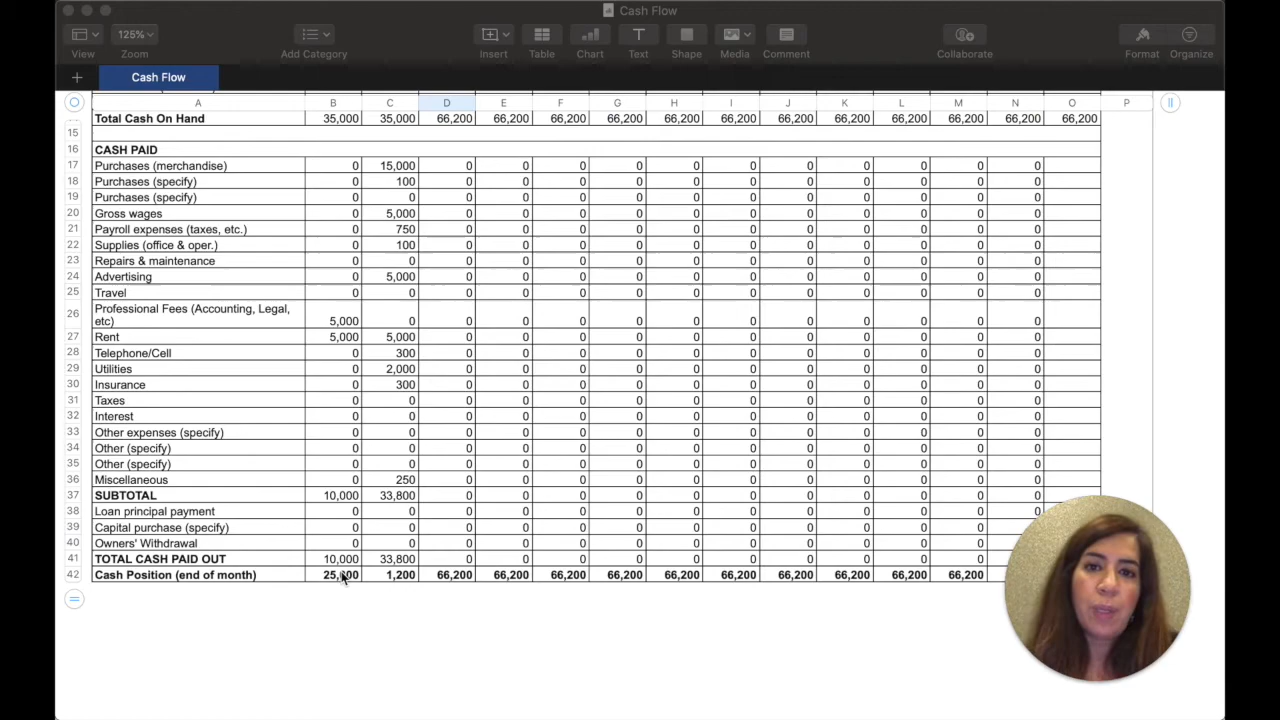 Cash Flow
125%
View Zoom Add Category Insert Table Chart Text Shape Media Comment Collaborate Format Organize
+ Cash Flow
A B C D E F G H I J K L M N O P
Total Cash On Hand 35,000 35,000 66,200 66,200 66,200 66,200 66,200 66,200 66,200 66,200 66,200 66,200 66,200 66,200
15
16 CASH PAID
17 Purchases (merchandise) 0 15,000 0 0 0 0 0 0 0 0 0 0 0
18 Purchases (specify) 0 100 0 0 0 0 0 0 0 0 0 0 0
19 Purchases (specify) 0 0 0 0 0 0 0 0 0 0 0 0 0
20 Gross wages 0 5,000 0 0 0 0 0 0 0 0 0 0 0
21 Payroll expenses (taxes, etc.) 0 750 0 0 0 0 0 0 0 0 0 0 0
22 Supplies (office & oper.) 0 100 0 0 0 0 0 0 0 0 0 0 0
23 Repairs & maintenance 0 0 0 0 0 0 0 0 0 0 0 0 0
24 Advertising 0 5,000 0 0 0 0 0 0 0 0 0 0 0
25 Travel 0 0 0 0 0 0 0 0 0 0 0 0 0
Professional Fees (Accounting, Legal,
26 etc) 5,000 0 0 0 0 0 0 0 0 0 0 0 0
27 Rent 5,000 5,000 0 0 0 0 0 0 0 0 0 0 0
28 Telephone/Cell 0 300 0 0 0 0 0 0 0 0 0 0 0
29 Utilities 0 2,000 0 0 0 0 0 0 0 0 0 0 0
30 Insurance 0 300 0 0 0 0 0 0 0 0 0 0 0
31 Taxes 0 0 0 0 0 0 0 0 0 0 0 0 0
32 Interest 0 0 0 0 0 0 0 0 0 0 0 0 0
33 Other expenses (specify) 0 0 0 0 0 0 0 0 0 0 0 0 0
34 Other (specify) 0 0 0 0 0 0 0 0 0 0 0 0 0
35 Other (specify) 0 0 0 0 0 0 0 0 0 0 0 0 0
36 Miscellaneous 0 250 0 0 0 0 0 0 0 0 0 0 0
37 SUBTOTAL 10,000 33,800 0 0 0 0 0 0 0 0 0 0 0
38 Loan principal payment 0 0 0 0 0 0 0 0 0 0 0 0 0
39 Capital purchase (specify) 0 0 0 0 0 0 0 0 0 0 0 0
40 Owners' Withdrawal 0 0 0 0 0 0 0 0 0 0 0 0
41 TOTAL CASH PAID OUT 10,000 33,800 0 0 0 0 0 0 0 0 0 0
42 Cash Position (end of month) 1,200 66,200 66,200 66,200 66,200 66,200 66,200 66,200 66,200 66,200 66,200